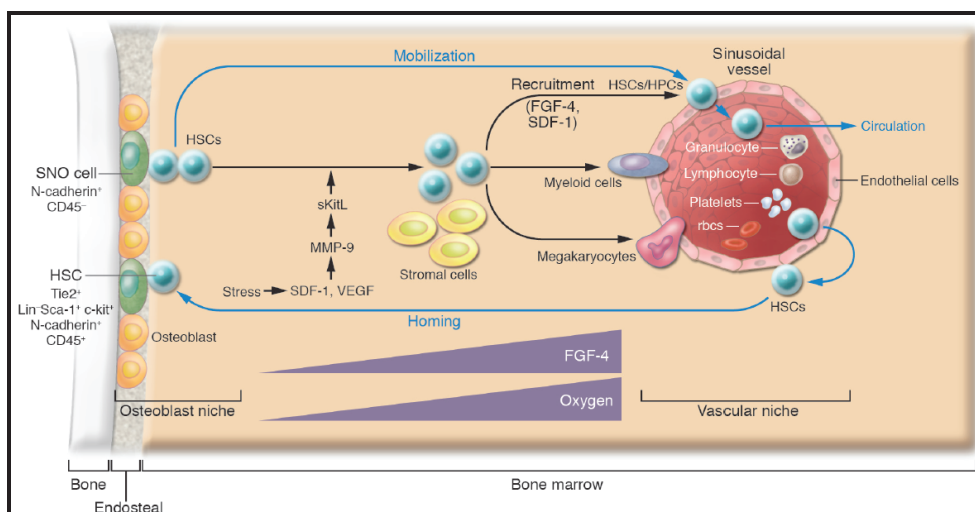 Mobilization
Sinusoidal
vessel
Recruitment
(FGF-4,
SDF-1)
HSCs/HPCs
HSCs
Circulation
Granulocyte
SNO cell
N-cadherin⁺
CD45⁻
Myeloid cells
Lymphocyte
Endothelial cells
sKitL
Platelets
rbcs
MMP-9
Stromal cells
Megakaryocytes
HSC
Tie2⁺
Lin⁻Sca-1⁺ c-kit⁺
N-cadherin⁺
CD45⁺
Stress
SDF-1, VEGF
HSCs
Homing
Osteoblast
FGF-4
Oxygen
Osteoblast niche
Vascular niche
Bone
Bone marrow
Endosteal